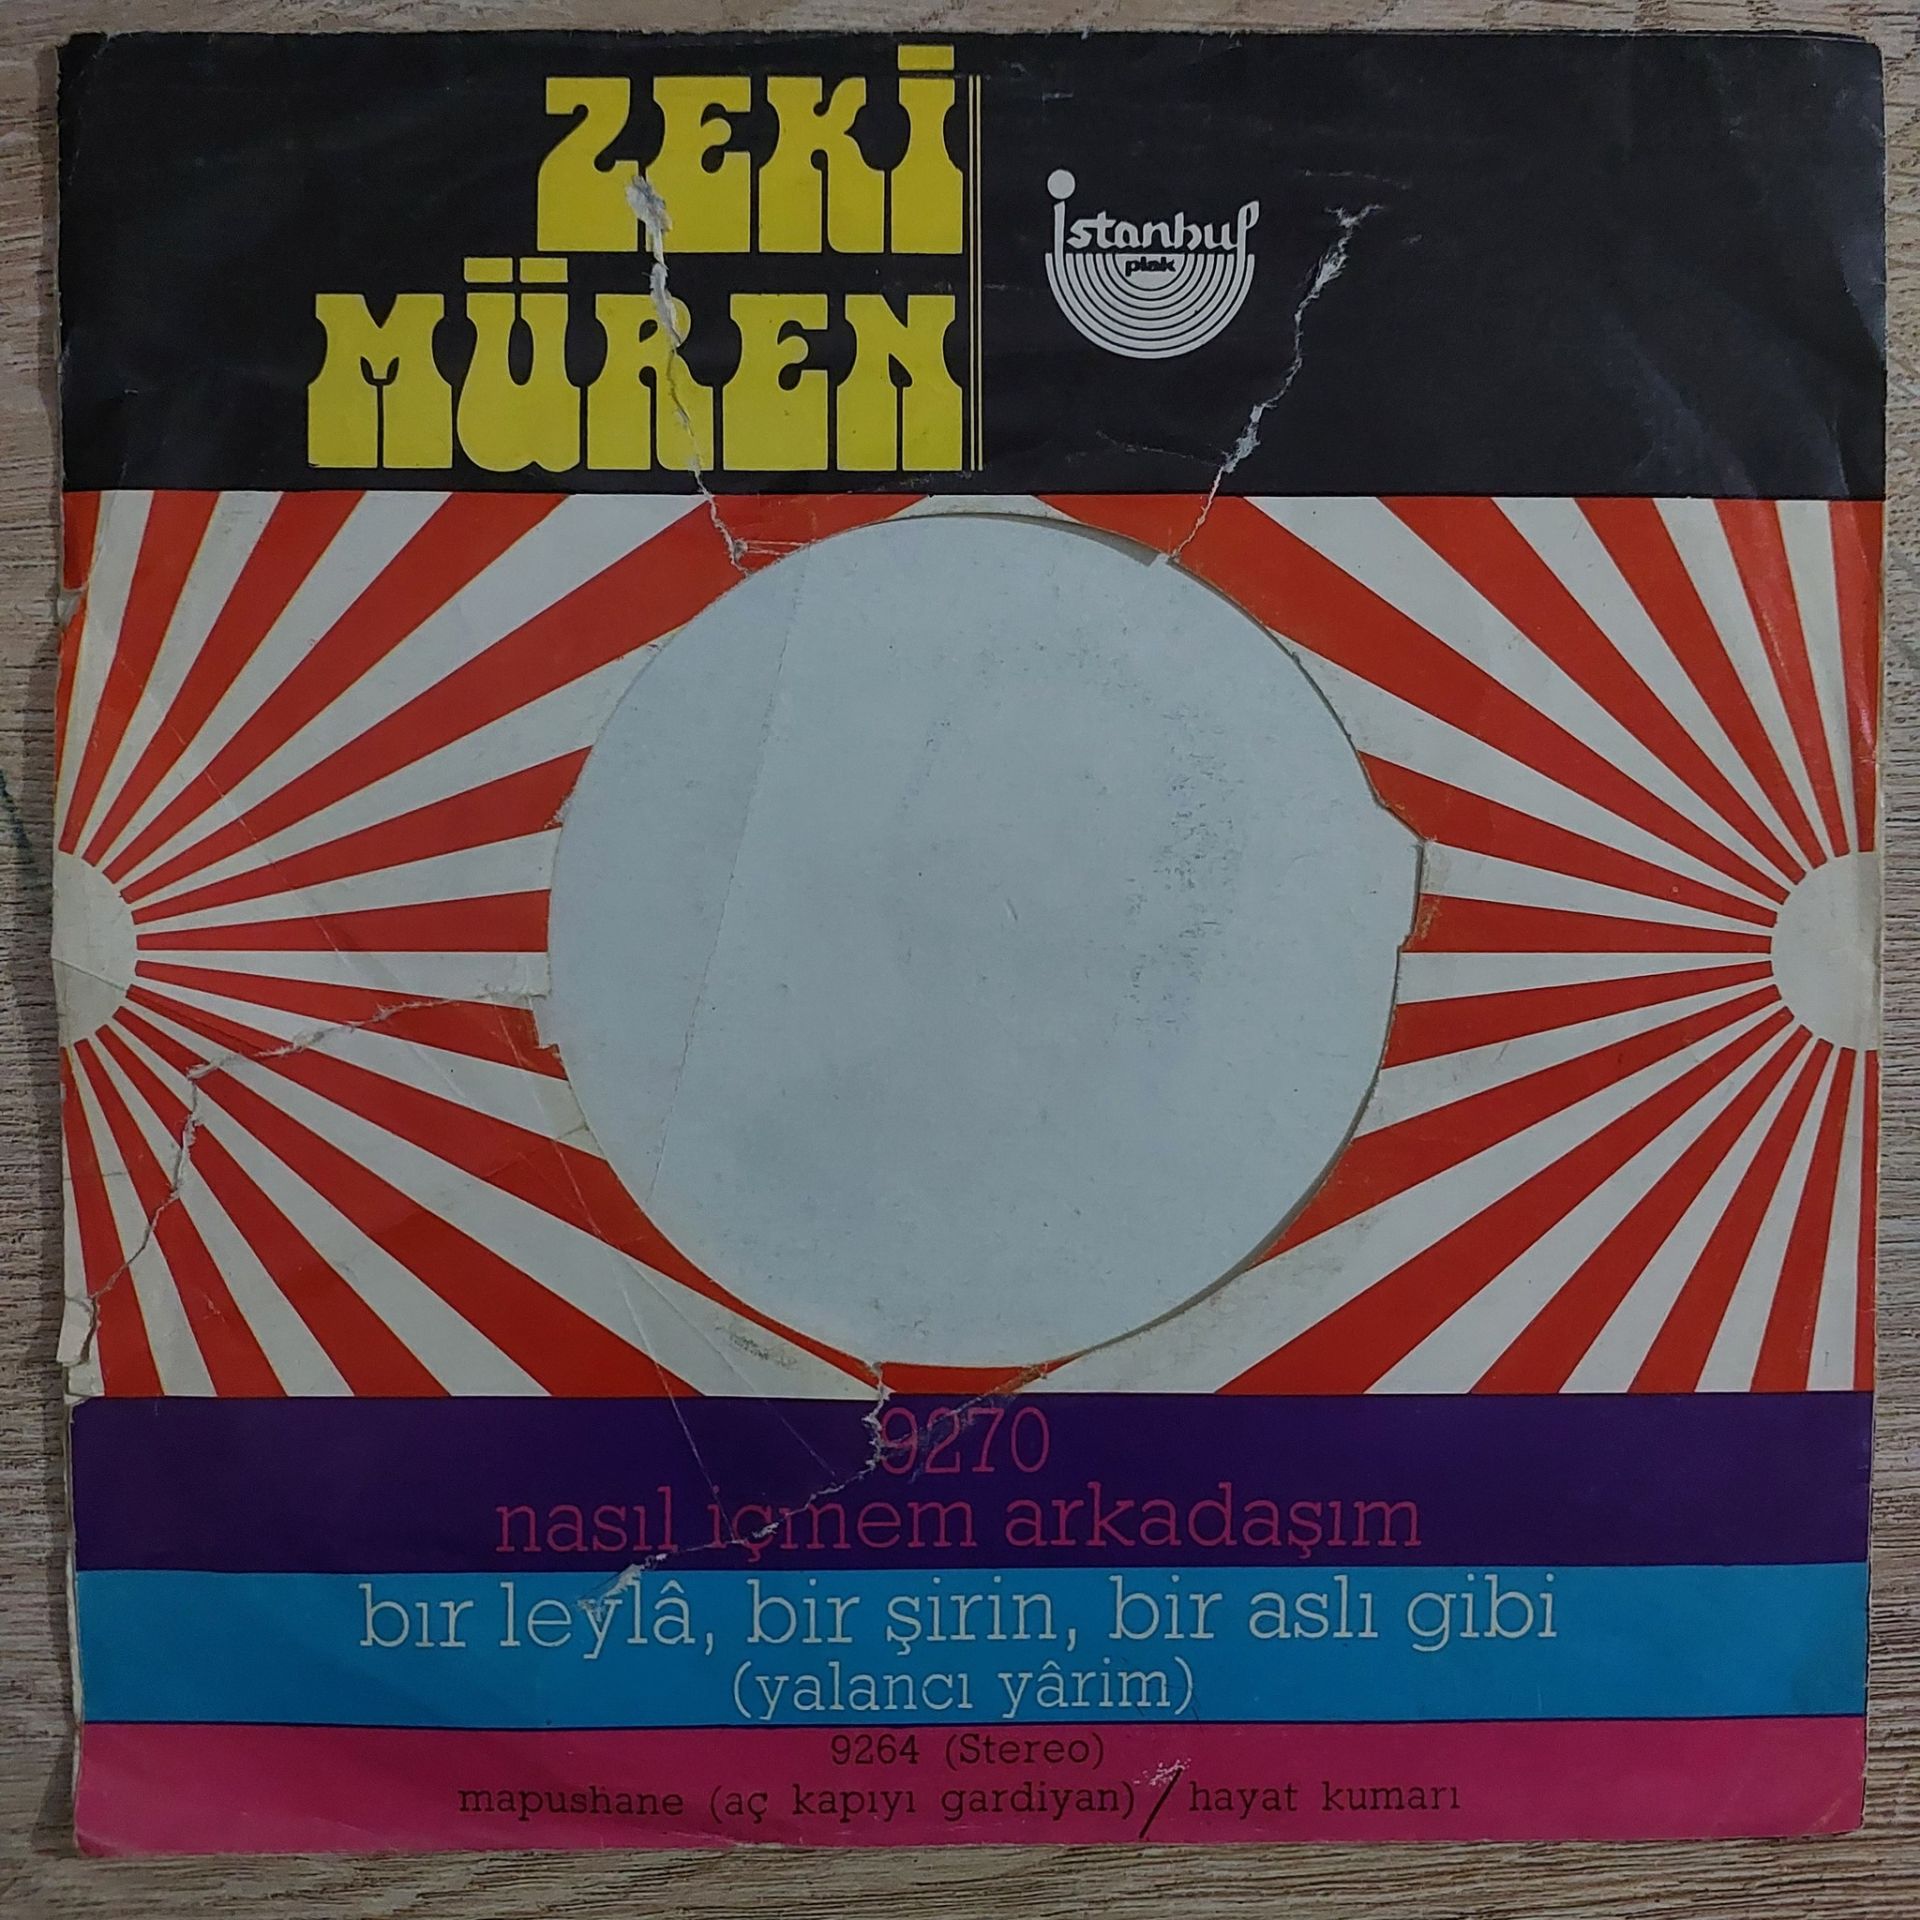 ZEKİ
MÜREN
istanbul
plak
9270
nasıl içmem arkadaşım
bır leylâ, bir şirin, bir aslı gibi
(yalancı yârim)
9264 (Stereo)
mapushane (aç kapıyı gardiyan) / hayat kumarı